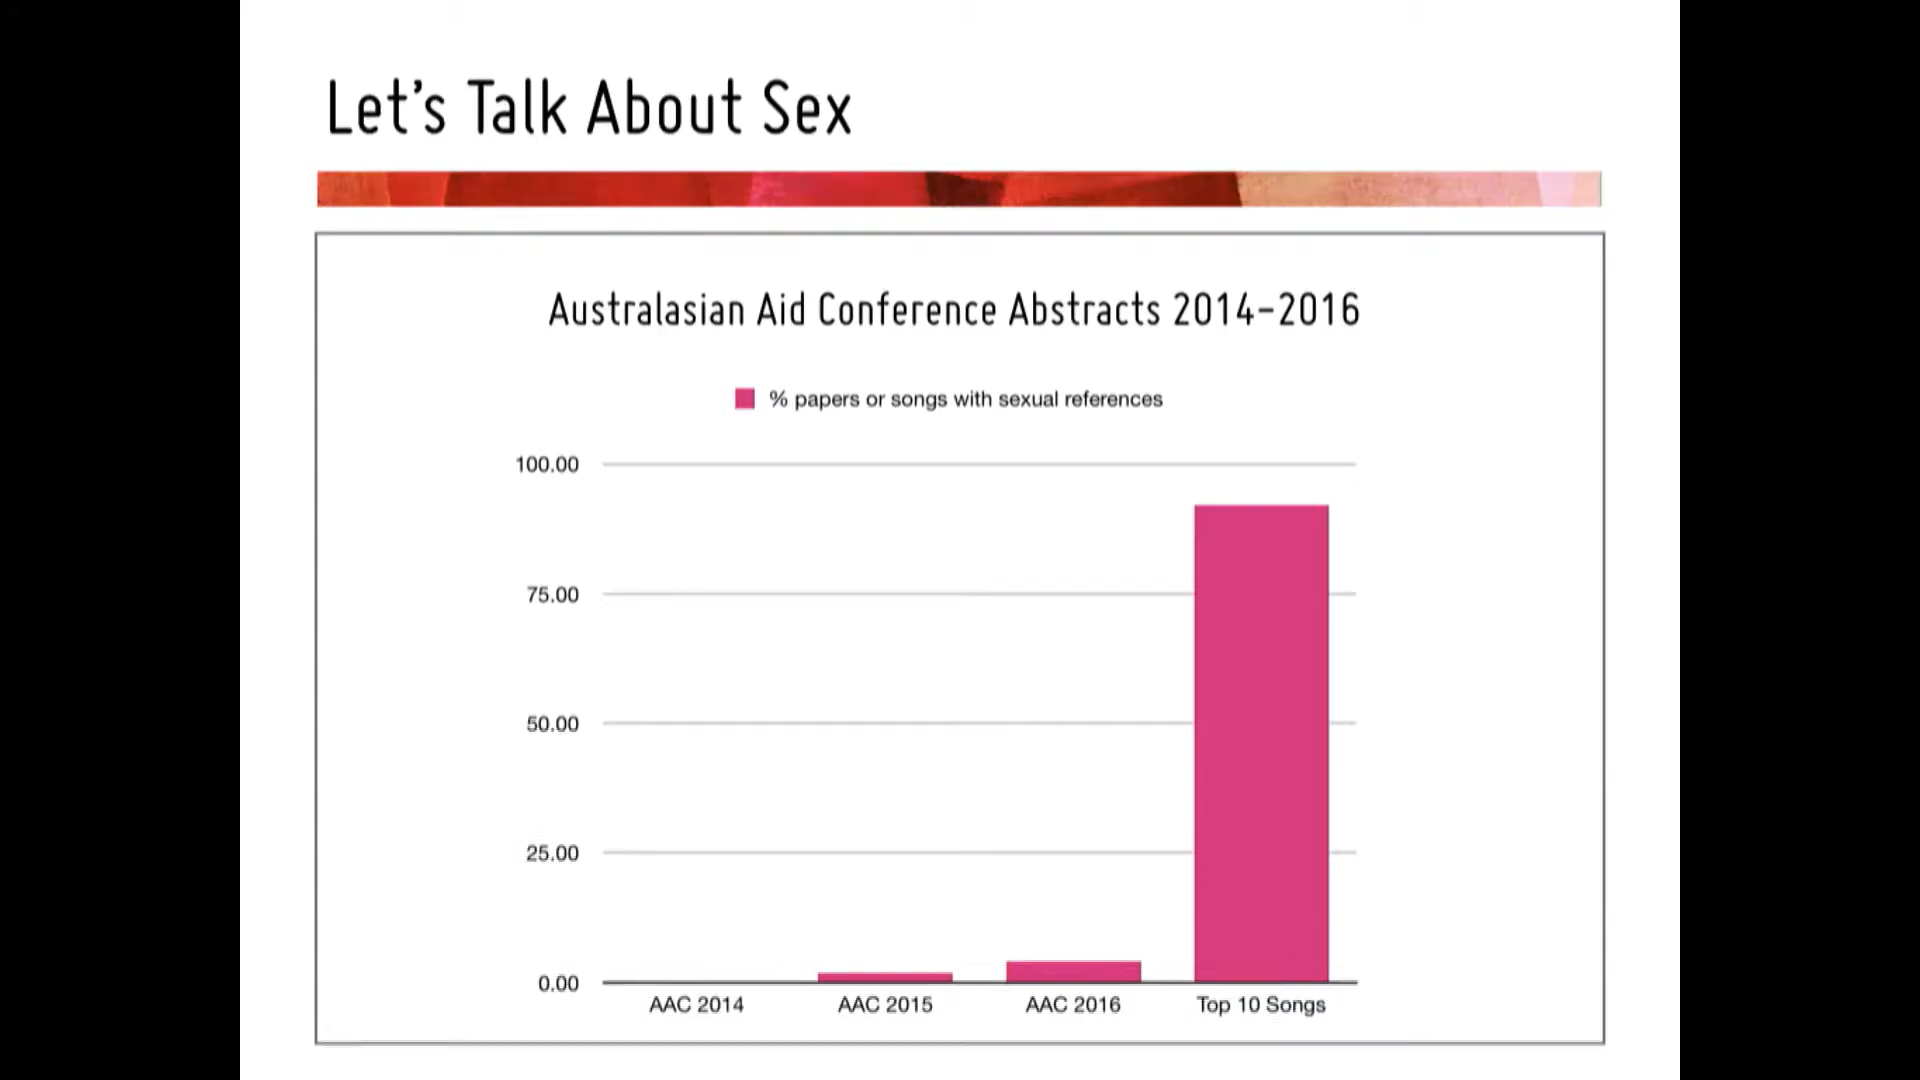 Let's Talk About Sex
Australasian Aid Conference Abstracts 2014-2016
% papers or songs with sexual references
100.00
75.00
50.00
25.00
0.00
AAC 2014
AAC 2015
AAC 2016
Top 10 Songs